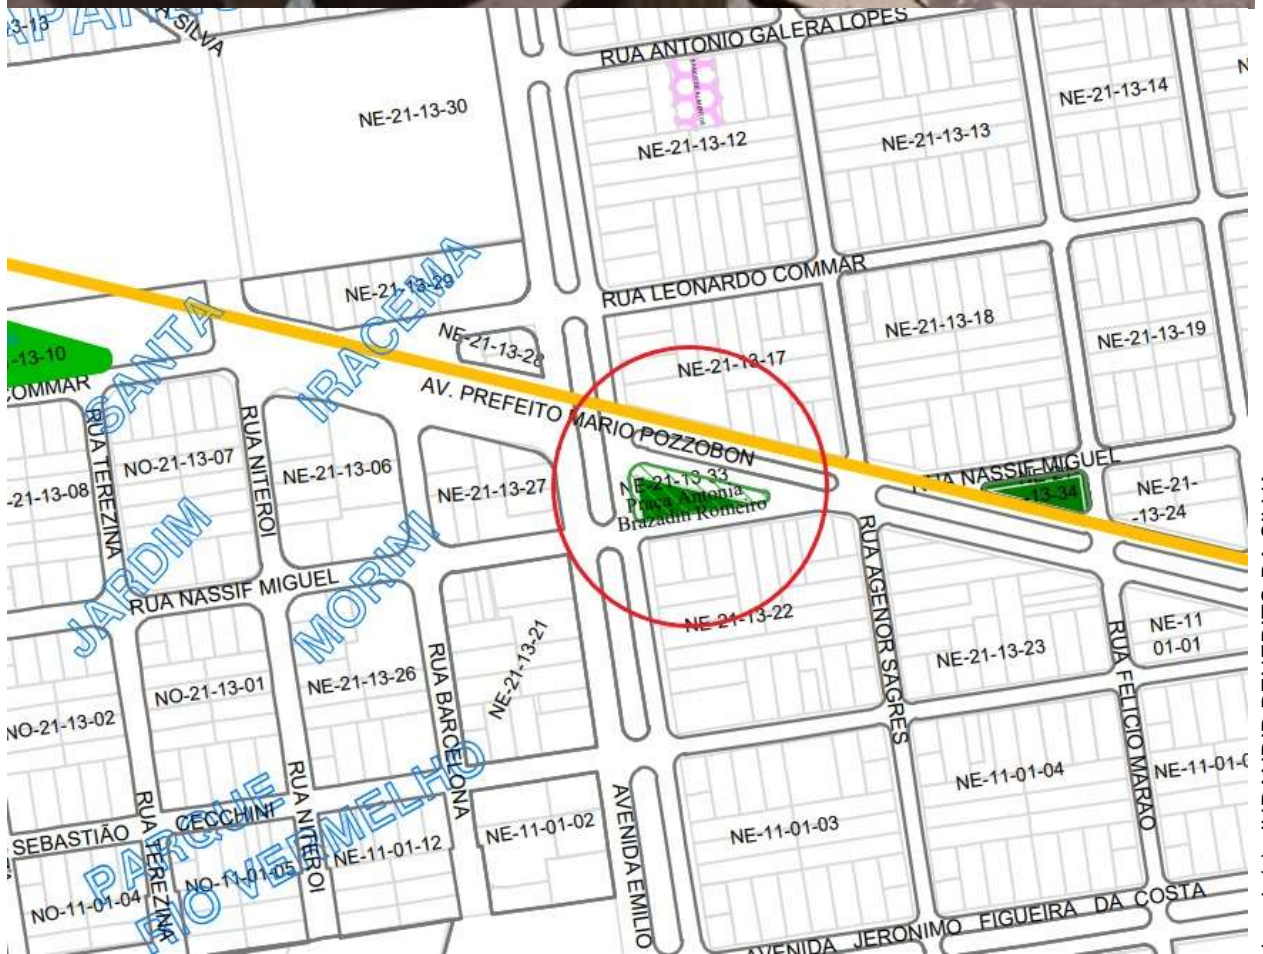 SILVA
RUA ANTONIO GALERA LOPES
NE-21-13-30
NE-21-13-12
NE-21-13-13
NE-21-13-14
NE-21-13-29
RUA LEONARDO COMMAR
NE-21-13-28
NE-21-13-17
NE-21-13-18
NE-21-13-19
-13-10
COMMAR
SANTA
IRACEMA
AV. PREFEITO MARIO POZZOBON
RUA TEREZINA
RUA NITEROI
NO-21-13-07
NE-21-13-06
-21-13-08
NE-21-13-27
NE-21-13-33
Praça Antonia
Brazadin Romeiro
RUA NASSIF MIGUEL
-13-34
NE-21-
-13-24
JARDIM
MORINI
RUA NASSIF MIGUEL
RUA AGENOR SAGRES
NE-21-13-22
NE-21-13-21
NE-21-13-23
NE-11
01-01
RUA FELICIO MARAO
NO-21-13-02
NO-21-13-01
NE-21-13-26
RUA BARCELONA
NE-11-01-04
NE-11-01-0
SEBASTIÃO CECCHINI
RUA TEREZINA
RUA NITEROI
PARQUE
RIO VERMELHO
NO-11-01-04
NO-11-01-05
NE-11-01-12
NE-11-01-02
AVENIDA EMILIO
NE-11-01-03
AVENIDA JERONIMO FIGUEIRA DA COSTA